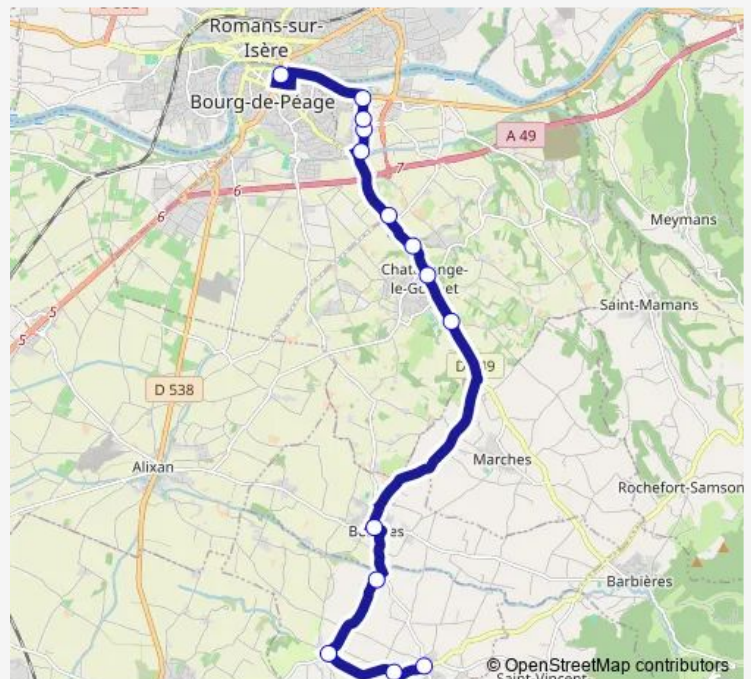 Romans-sur-
Isère
Bourg-de-Péage
A 49
7
6
6
Meymans
Saint-Mamans
5
5
D 538
Marches
Alixan
Rochefort-Samson
Barbières
© OpenStreetMap contributors